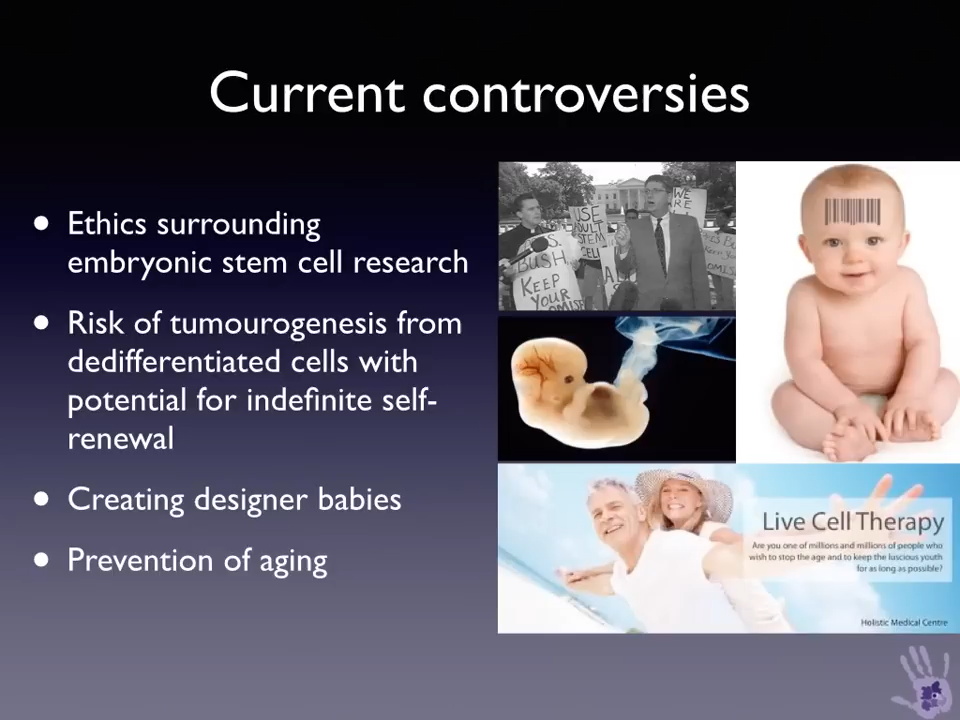 Current controversies
• Ethics surrounding
embryonic stem cell research
• Risk of tumourogenesis from
dedifferentiated cells with
potential for indefinite self-
renewal
• Creating designer babies
• Prevention of aging
USE
STEM
CELL
WE
ARE
BUSH
KEEP
YOUR
Live Cell Therapy
Are you one of millions and millions of people who
wish to stop the age and to keep the luscious youth
for as long as possible?
Holistic Medical Centre